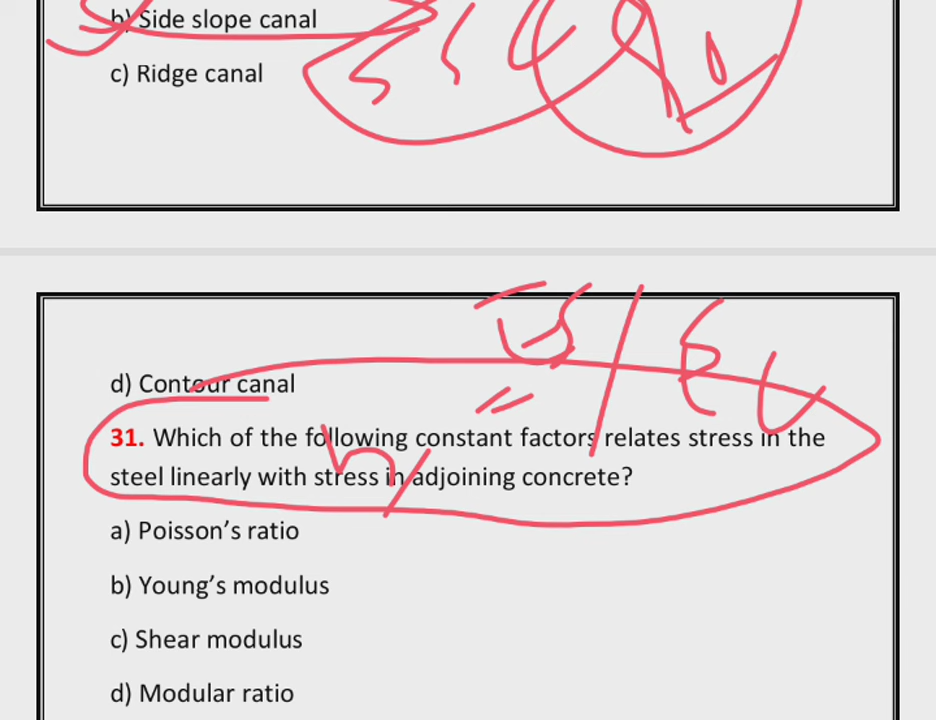 b) Side slope canal
c) Ridge canal
d) Contour canal
31. Which of the following constant factors relates stress in the
steel linearly with stress in adjoining concrete?
a) Poisson’s ratio
b) Young’s modulus
c) Shear modulus
d) Modular ratio